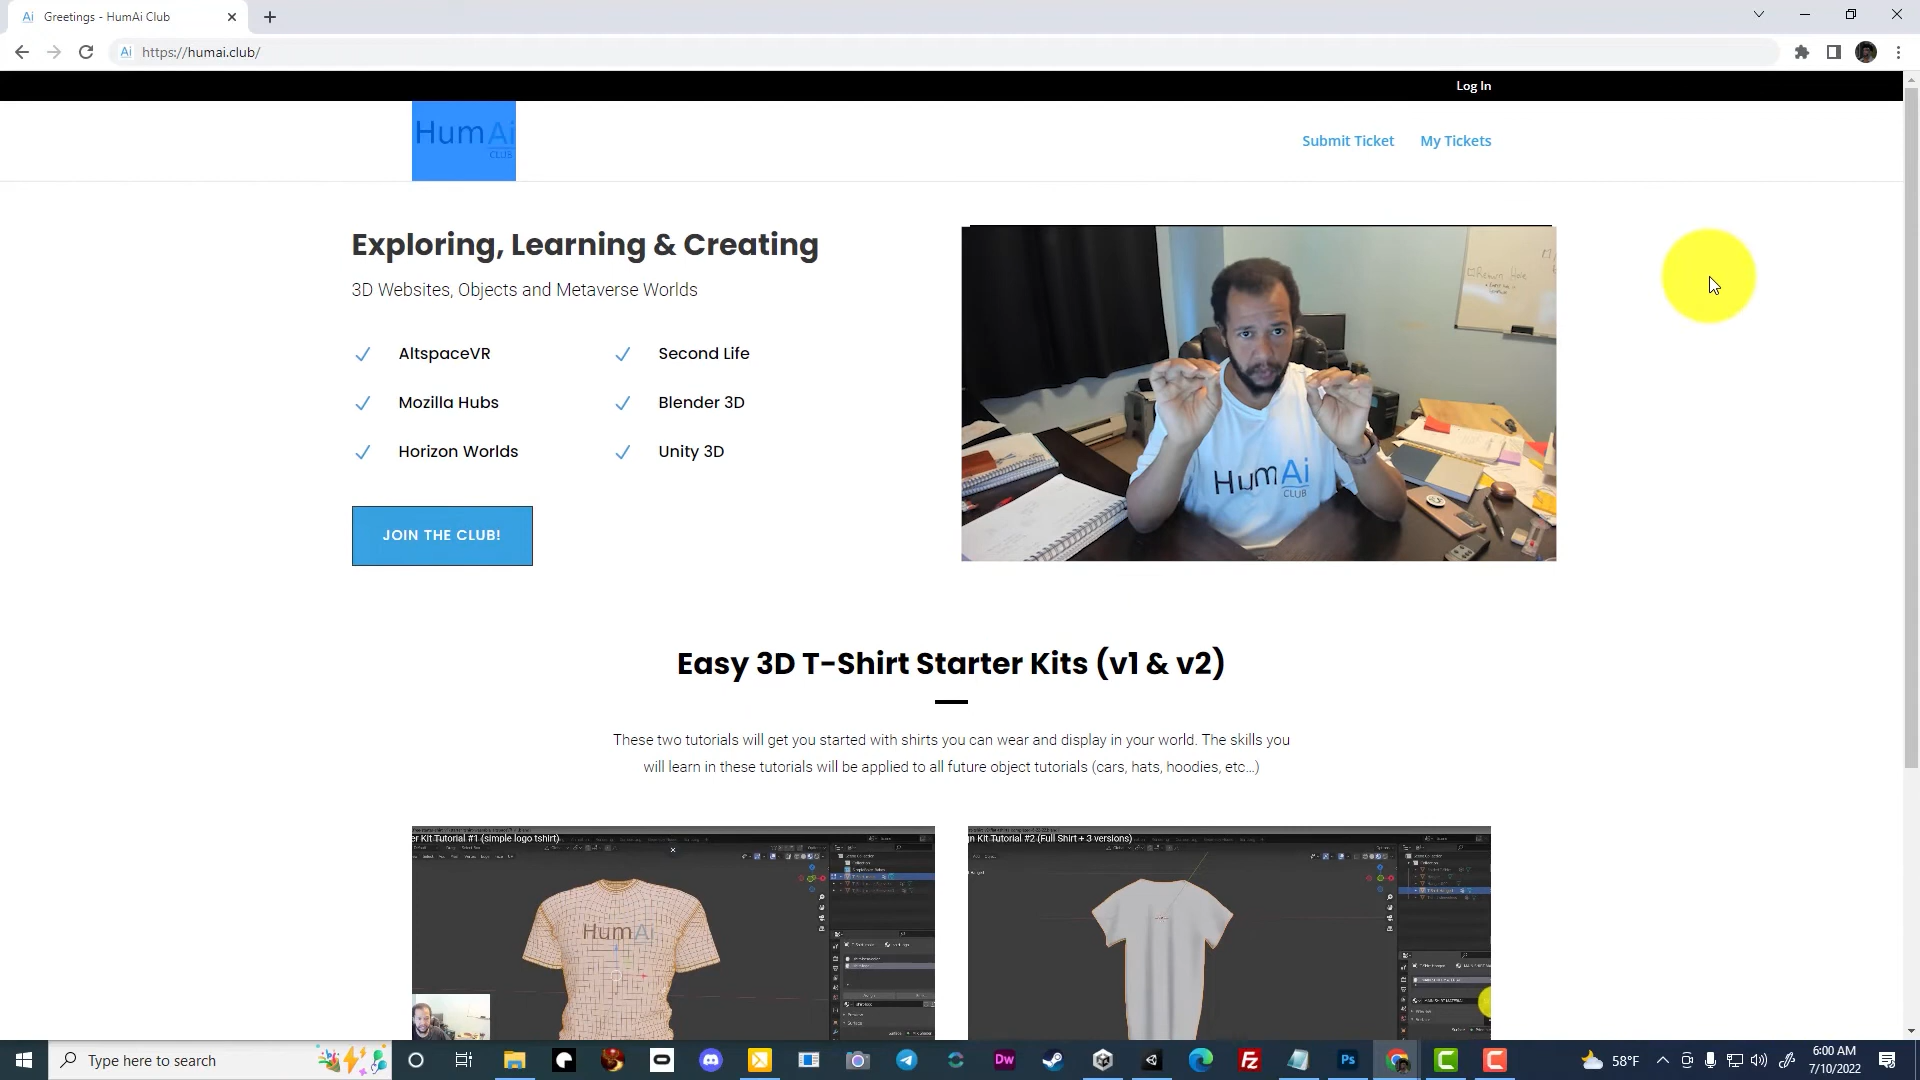 Greetings - HumAi Club
https://humai.club/
Log In
HumAi
CLUB
Submit Ticket
My Tickets
Exploring, Learning & Creating
3D Websites, Objects and Metaverse Worlds
AltspaceVR
Second Life
Mozilla Hubs
Blender 3D
Horizon Worlds
Unity 3D
JOIN THE CLUB!
HumAi
CLUB
Easy 3D T-Shirt Starter Kits (v1 & v2)
These two tutorials will get you started with shirts you can wear and display in your world. The skills you
will learn in these tutorials will be applied to all future object tutorials (cars, hats, hoodies, etc...)
er Kit Tutorial #1 (simple logo tshirt)
gn Kit Tutorial #2 (Full Shirt + 3 versions)
HumAi
Type here to search
Dw
Ps
58°F
6:00 AM
7/10/2022